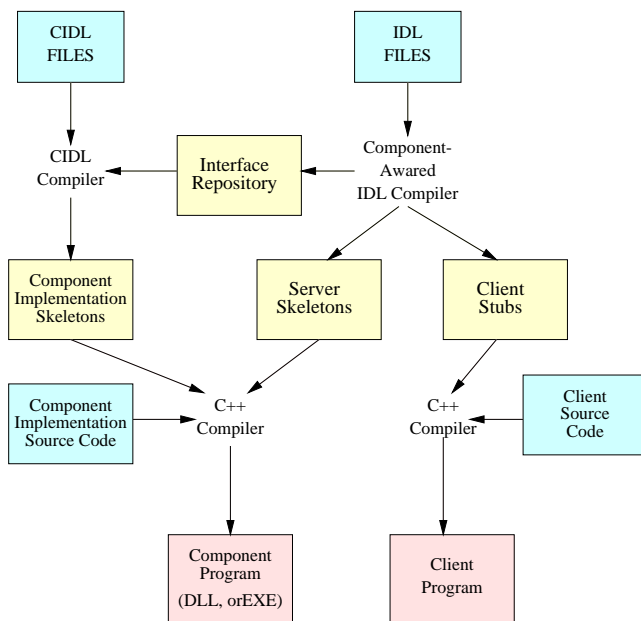 CIDL
FILES
IDL
FILES
CIDL
Compiler
Interface
Repository
Component-
Awared
IDL Compiler
Component
Implementation
Skeletons
Server
Skeletons
Client
Stubs
Component
Implementation
Source Code
C++
Compiler
C++
Compiler
Client
Source
Code
Component
Program
(DLL, orEXE)
Client
Program